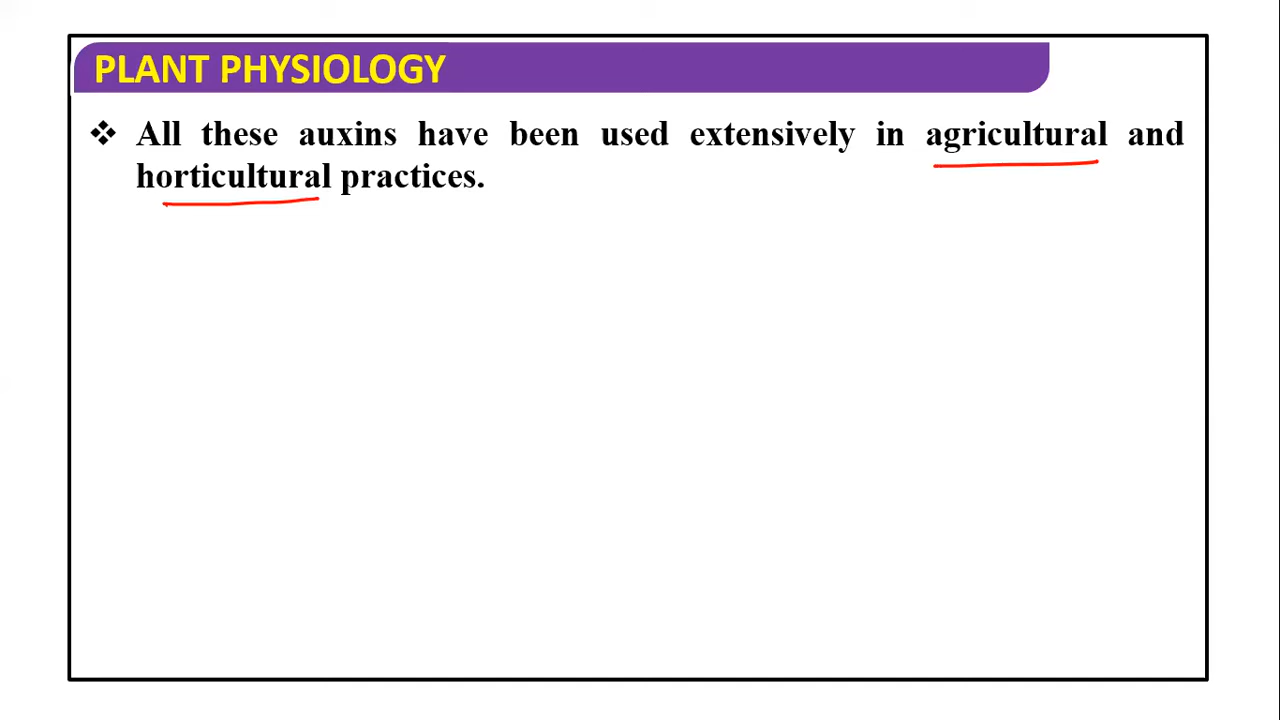 PLANT PHYSIOLOGY
❖ All these auxins have been used extensively in agricultural and
horticultural practices.